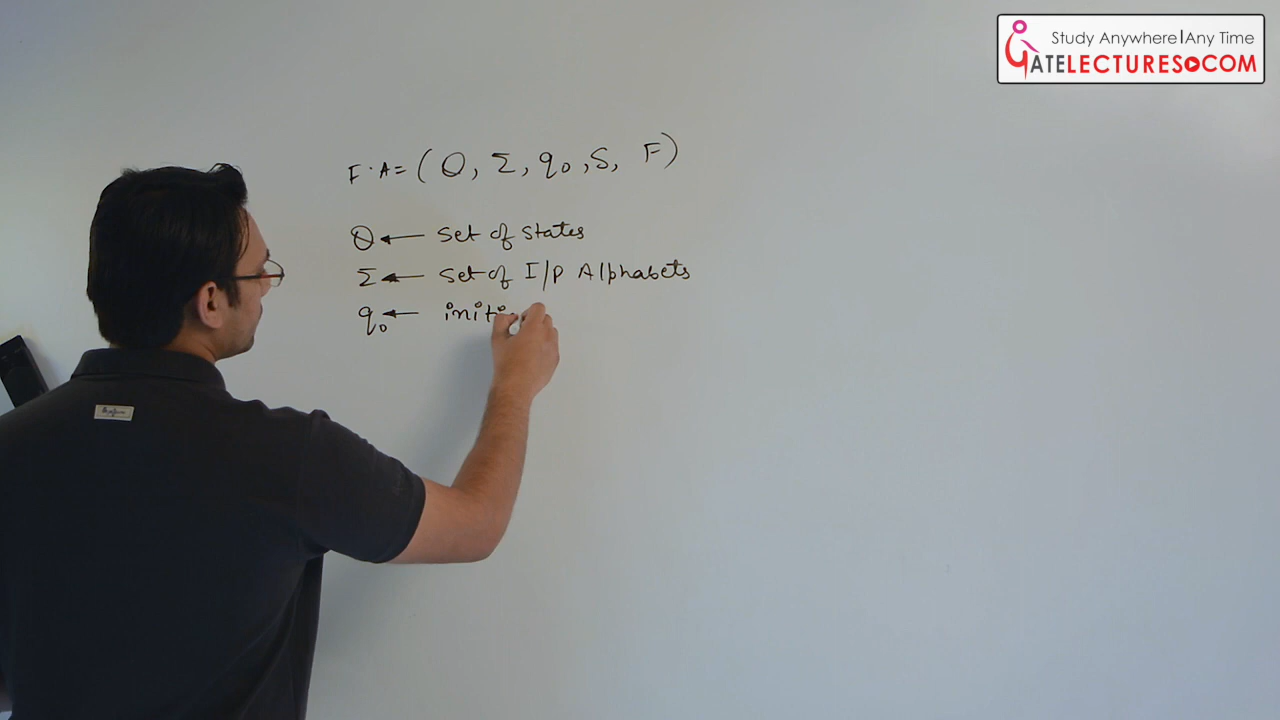 Study Anywhere|Any Time
GATELECTURES.COM
F.A = ( Q, Σ, q0, δ, F )
Q ← set of states
Σ ← set of I/P Alphabets
q0 ← initi